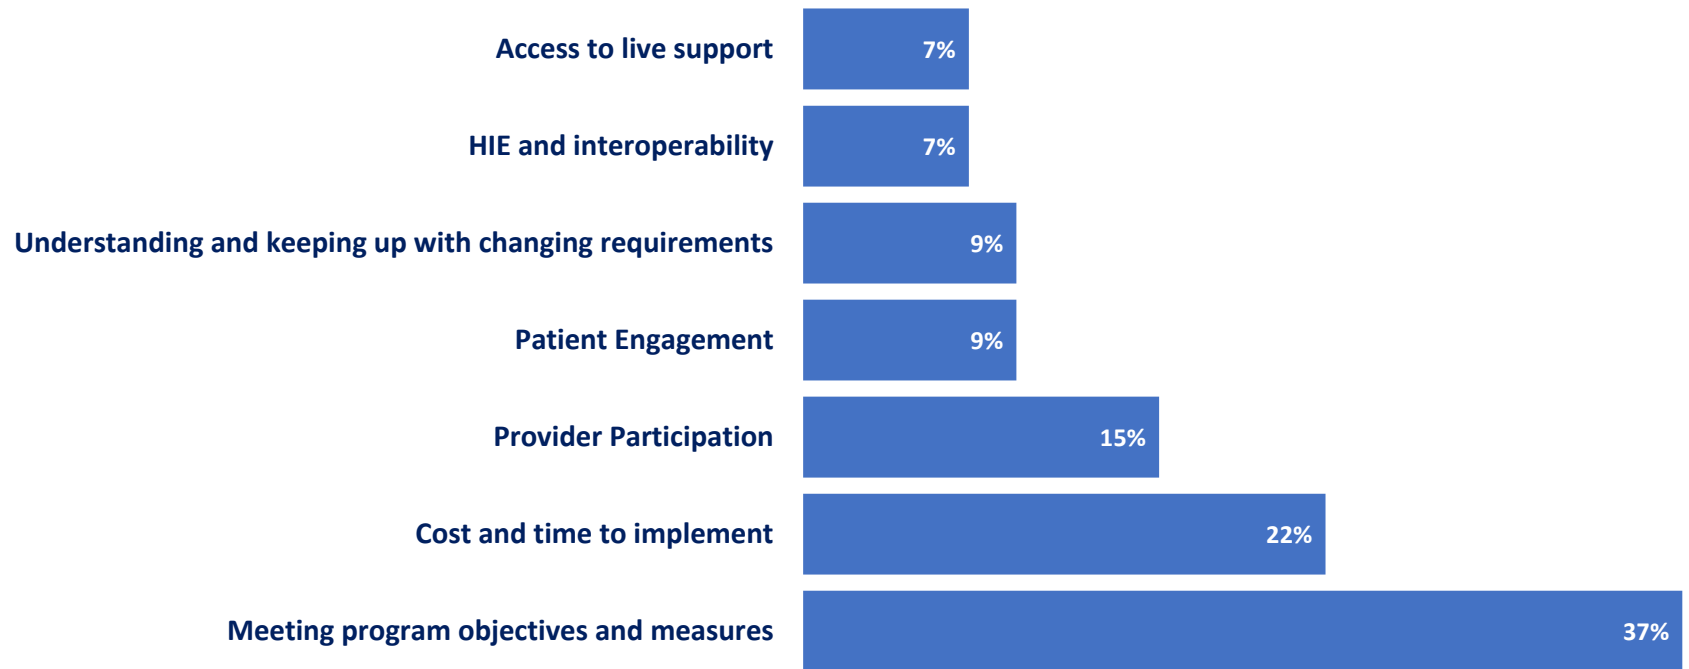 Access to live support 7%
HIE and interoperability 7%
Understanding and keeping up with changing requirements 9%
Patient Engagement 9%
Provider Participation 15%
Cost and time to implement 22%
Meeting program objectives and measures 37%